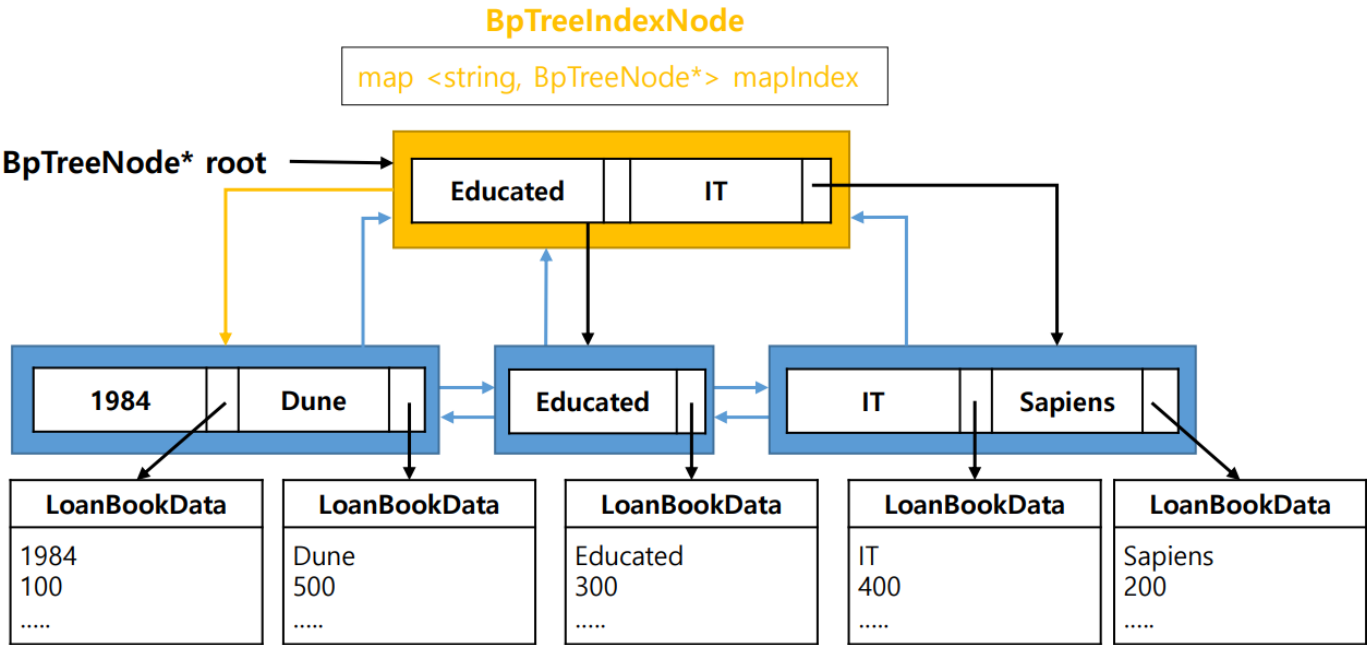 BpTreeIndexNode
map <string, BpTreeNode*> mapIndex
BpTreeNode* root
Educated
IT
1984
Dune
Educated
IT
Sapiens
LoanBookData
1984
100
.....
LoanBookData
Dune
500
.....
LoanBookData
Educated
300
.....
LoanBookData
IT
400
.....
LoanBookData
Sapiens
200
.....